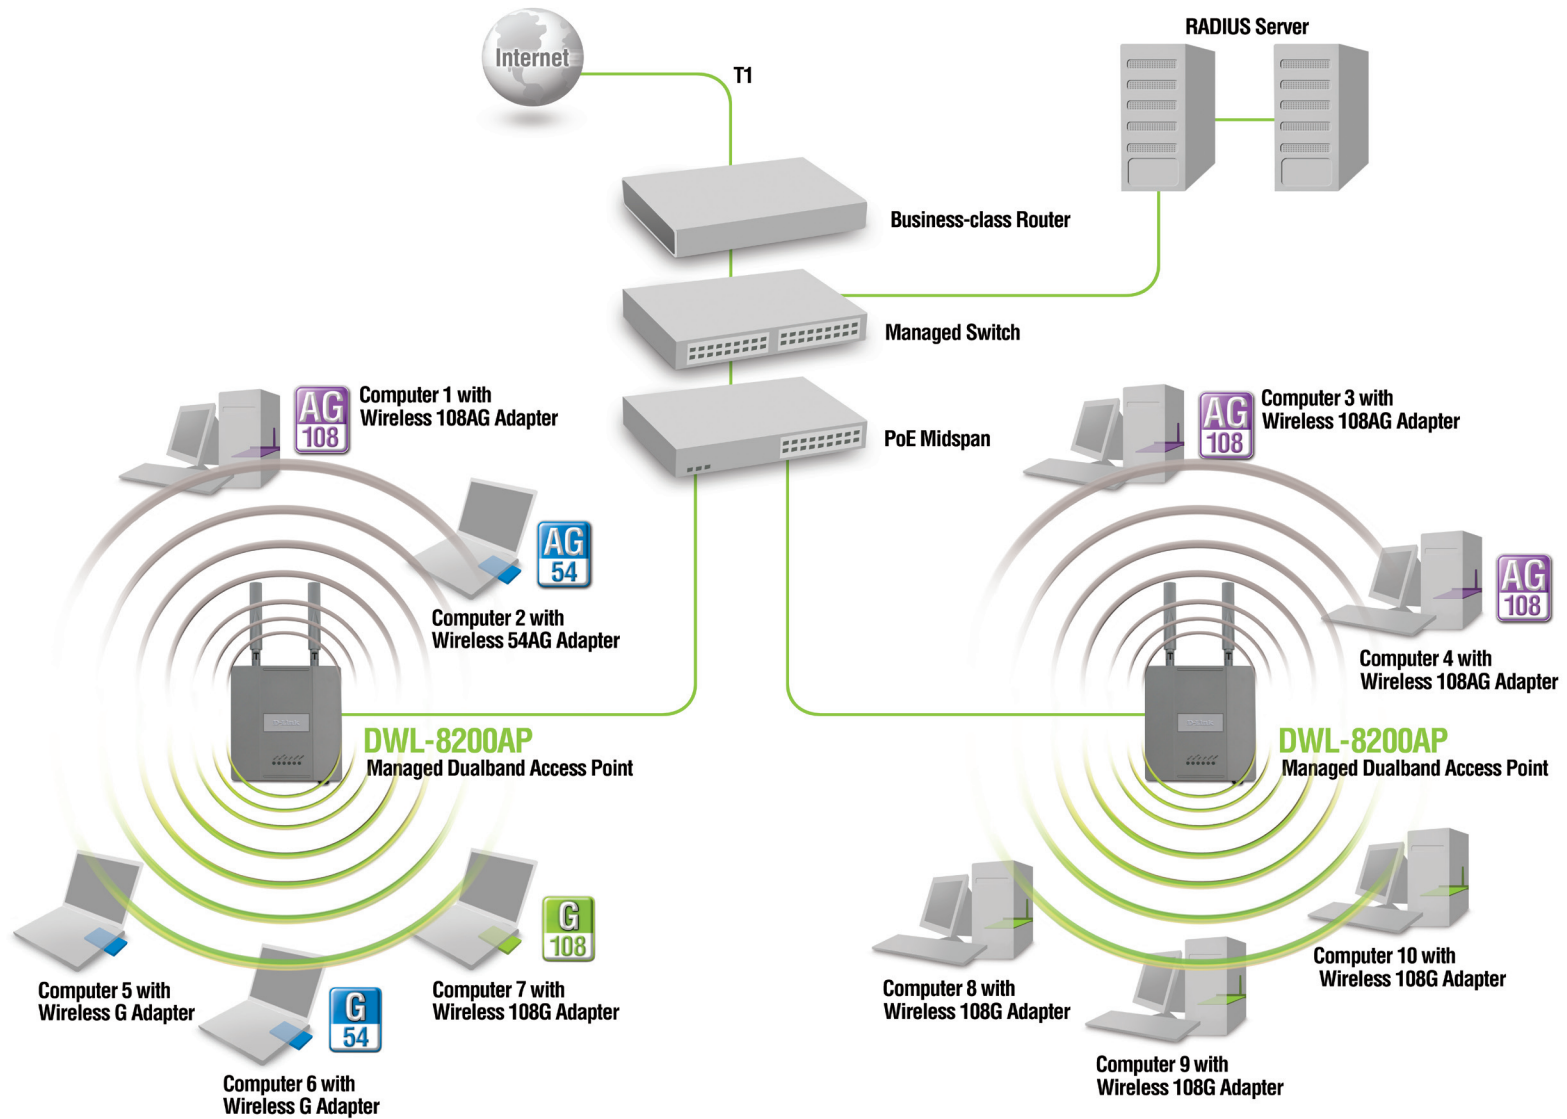 RADIUS Server
Internet
T1
Business-class Router
Managed Switch
PoE Midspan
AG
108
Computer 1 with
Wireless 108AG Adapter
AG
54
Computer 2 with
Wireless 54AG Adapter
AG
108
Computer 3 with
Wireless 108AG Adapter
AG
108
Computer 4 with
Wireless 108AG Adapter
D-Link
DWL-8200AP
Managed Dualband Access Point
D-Link
DWL-8200AP
Managed Dualband Access Point
Computer 5 with
Wireless G Adapter
G
54
Computer 6 with
Wireless G Adapter
G
108
Computer 7 with
Wireless 108G Adapter
Computer 8 with
Wireless 108G Adapter
Computer 9 with
Wireless 108G Adapter
Computer 10 with
Wireless 108G Adapter